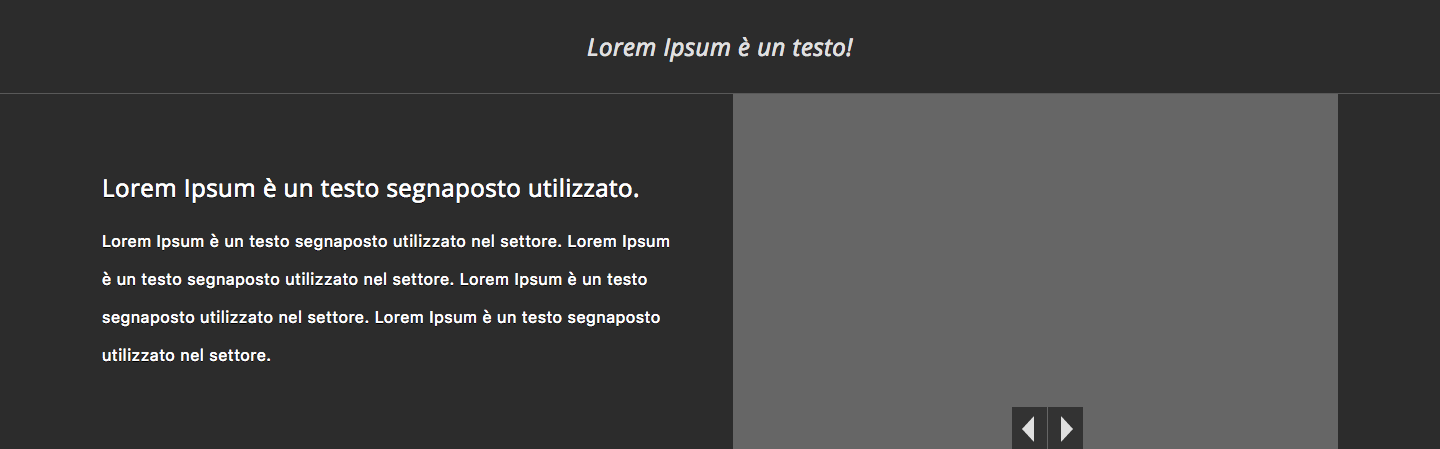 Lorem Ipsum è un testo!
Lorem Ipsum è un testo segnaposto utilizzato.
Lorem Ipsum è un testo segnaposto utilizzato nel settore. Lorem Ipsum
è un testo segnaposto utilizzato nel settore. Lorem Ipsum è un testo
segnaposto utilizzato nel settore. Lorem Ipsum è un testo segnaposto
utilizzato nel settore.